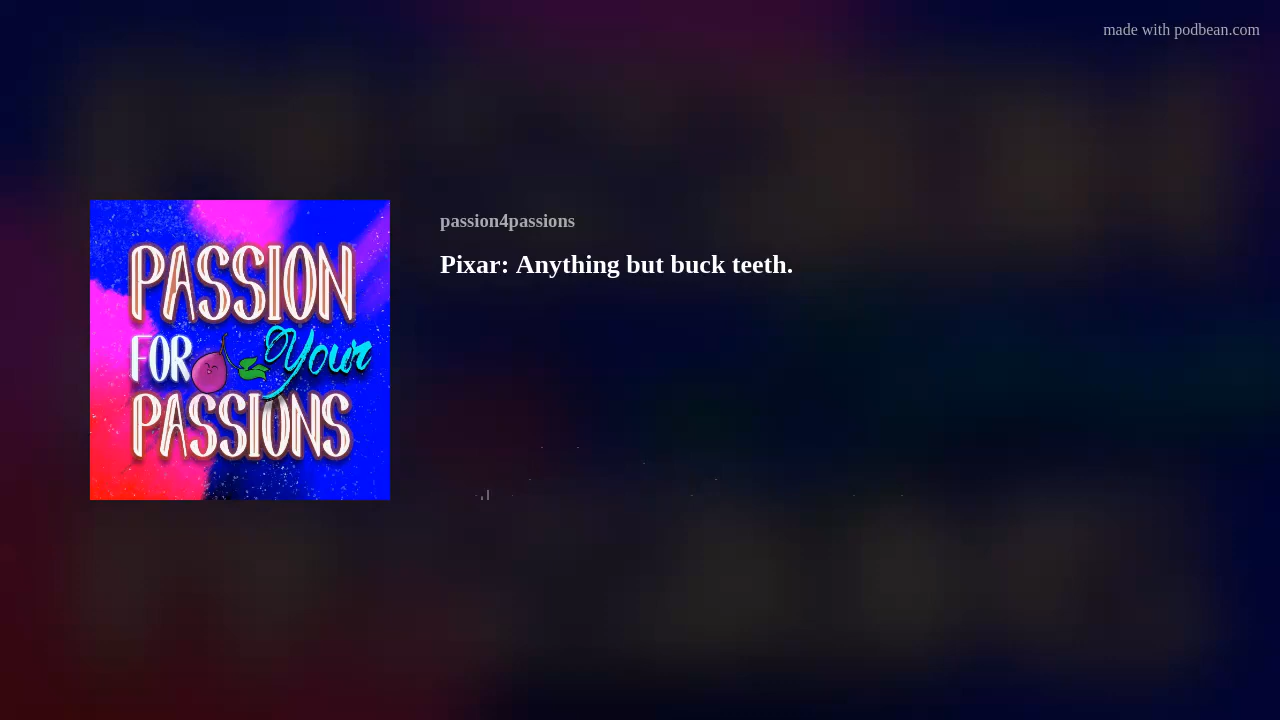 made with podbean.com
PASSION
FOR Your
PASSIONS
passion4passions
Pixar: Anything but buck teeth.